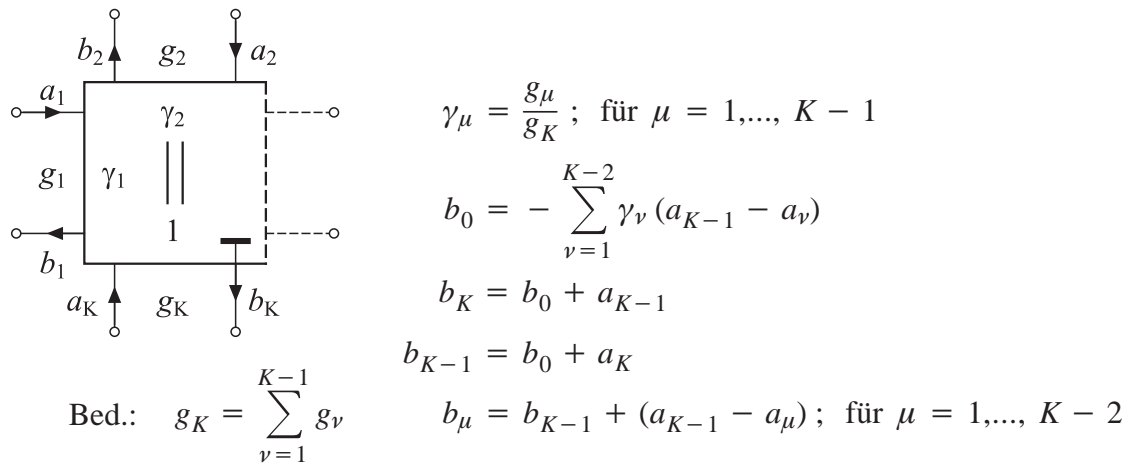 b₂ g₂ a₂
a₁
γ₂
g₁ γ₁
1
b₁
a_K g_K b_K
γ_μ = g_μ / g_K ; für μ = 1,..., K − 1
b₀ = − ∑_{ν=1}^{K−2} γ_ν (a_{K−1} − a_ν)
b_K = b₀ + a_{K−1}
b_{K−1} = b₀ + a_K
Bed.: g_K = ∑_{ν=1}^{K−1} g_ν
b_μ = b_{K−1} + (a_{K−1} − a_μ) ; für μ = 1,..., K − 2